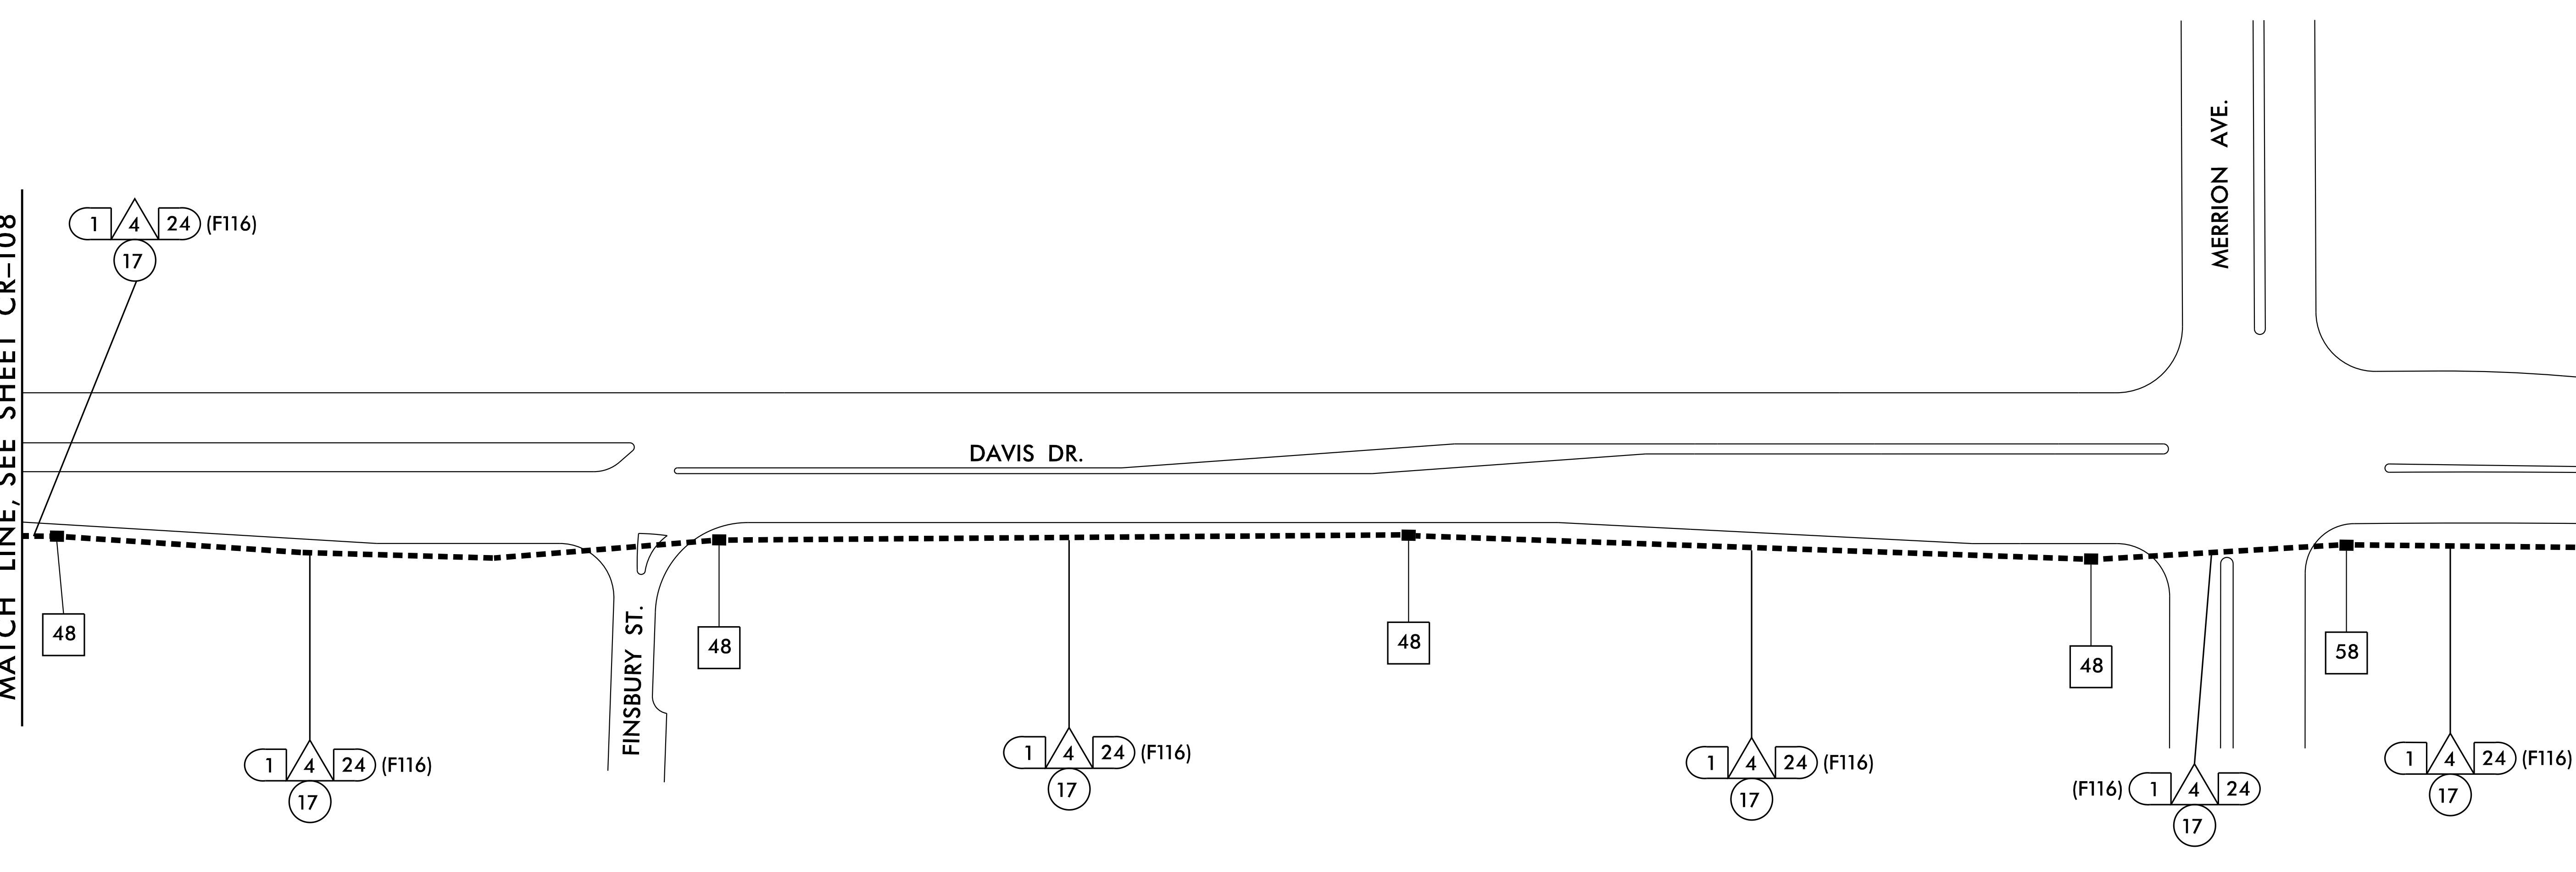 MATCH LINE, SEE SHEET CR-108
1 4 24 (F116)
17
MERRION AVE.
DAVIS DR.
FINSBURY ST.
48
48
48
48
58
1 4 24 (F116)
17
1 4 24 (F116)
17
1 4 24 (F116)
17
(F116) 1 4 24
17
1 4 24 (F116)
17